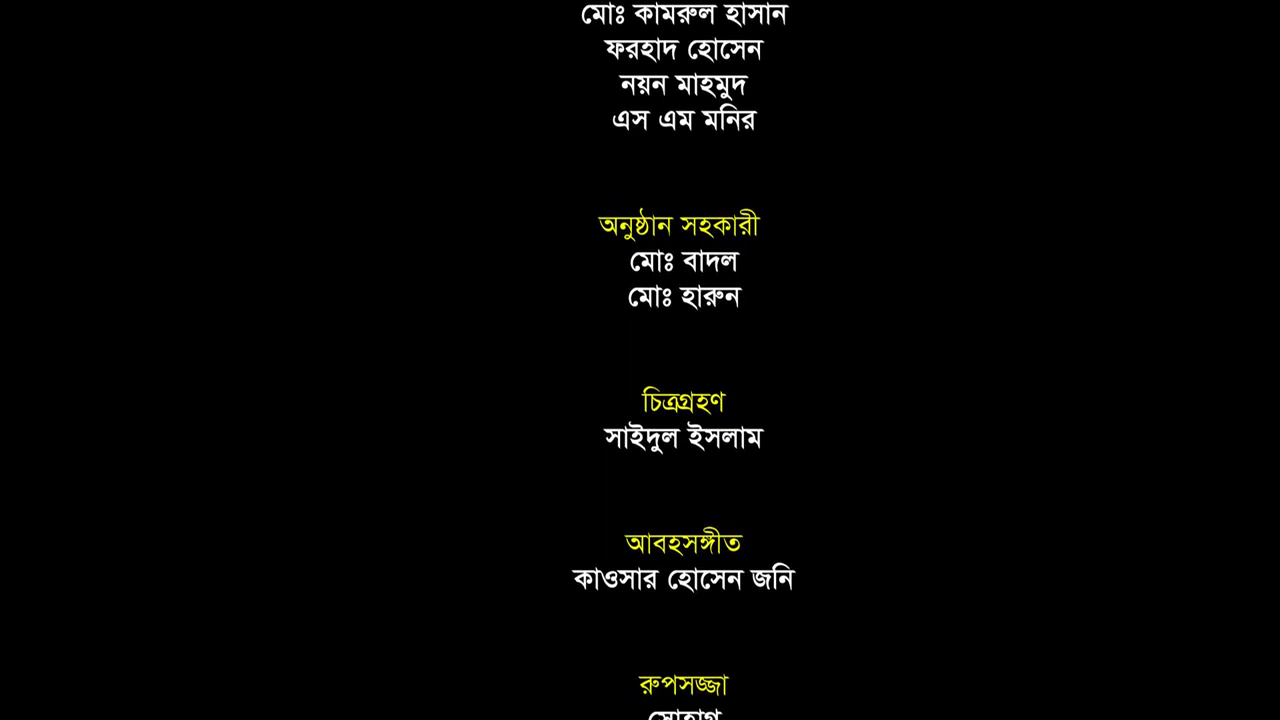 মোঃ কামরুল হাসান
ফরহাদ হোসেন
নয়ন মাহমুদ
এস এম মনির
অনুষ্ঠান সহকারী
মোঃ বাদল
মোঃ হারুন
চিত্রগ্রহণ
সাইদুল ইসলাম
আবহসঙ্গীত
কাওসার হোসেন জনি
রুপসজ্জা
সোহাগ